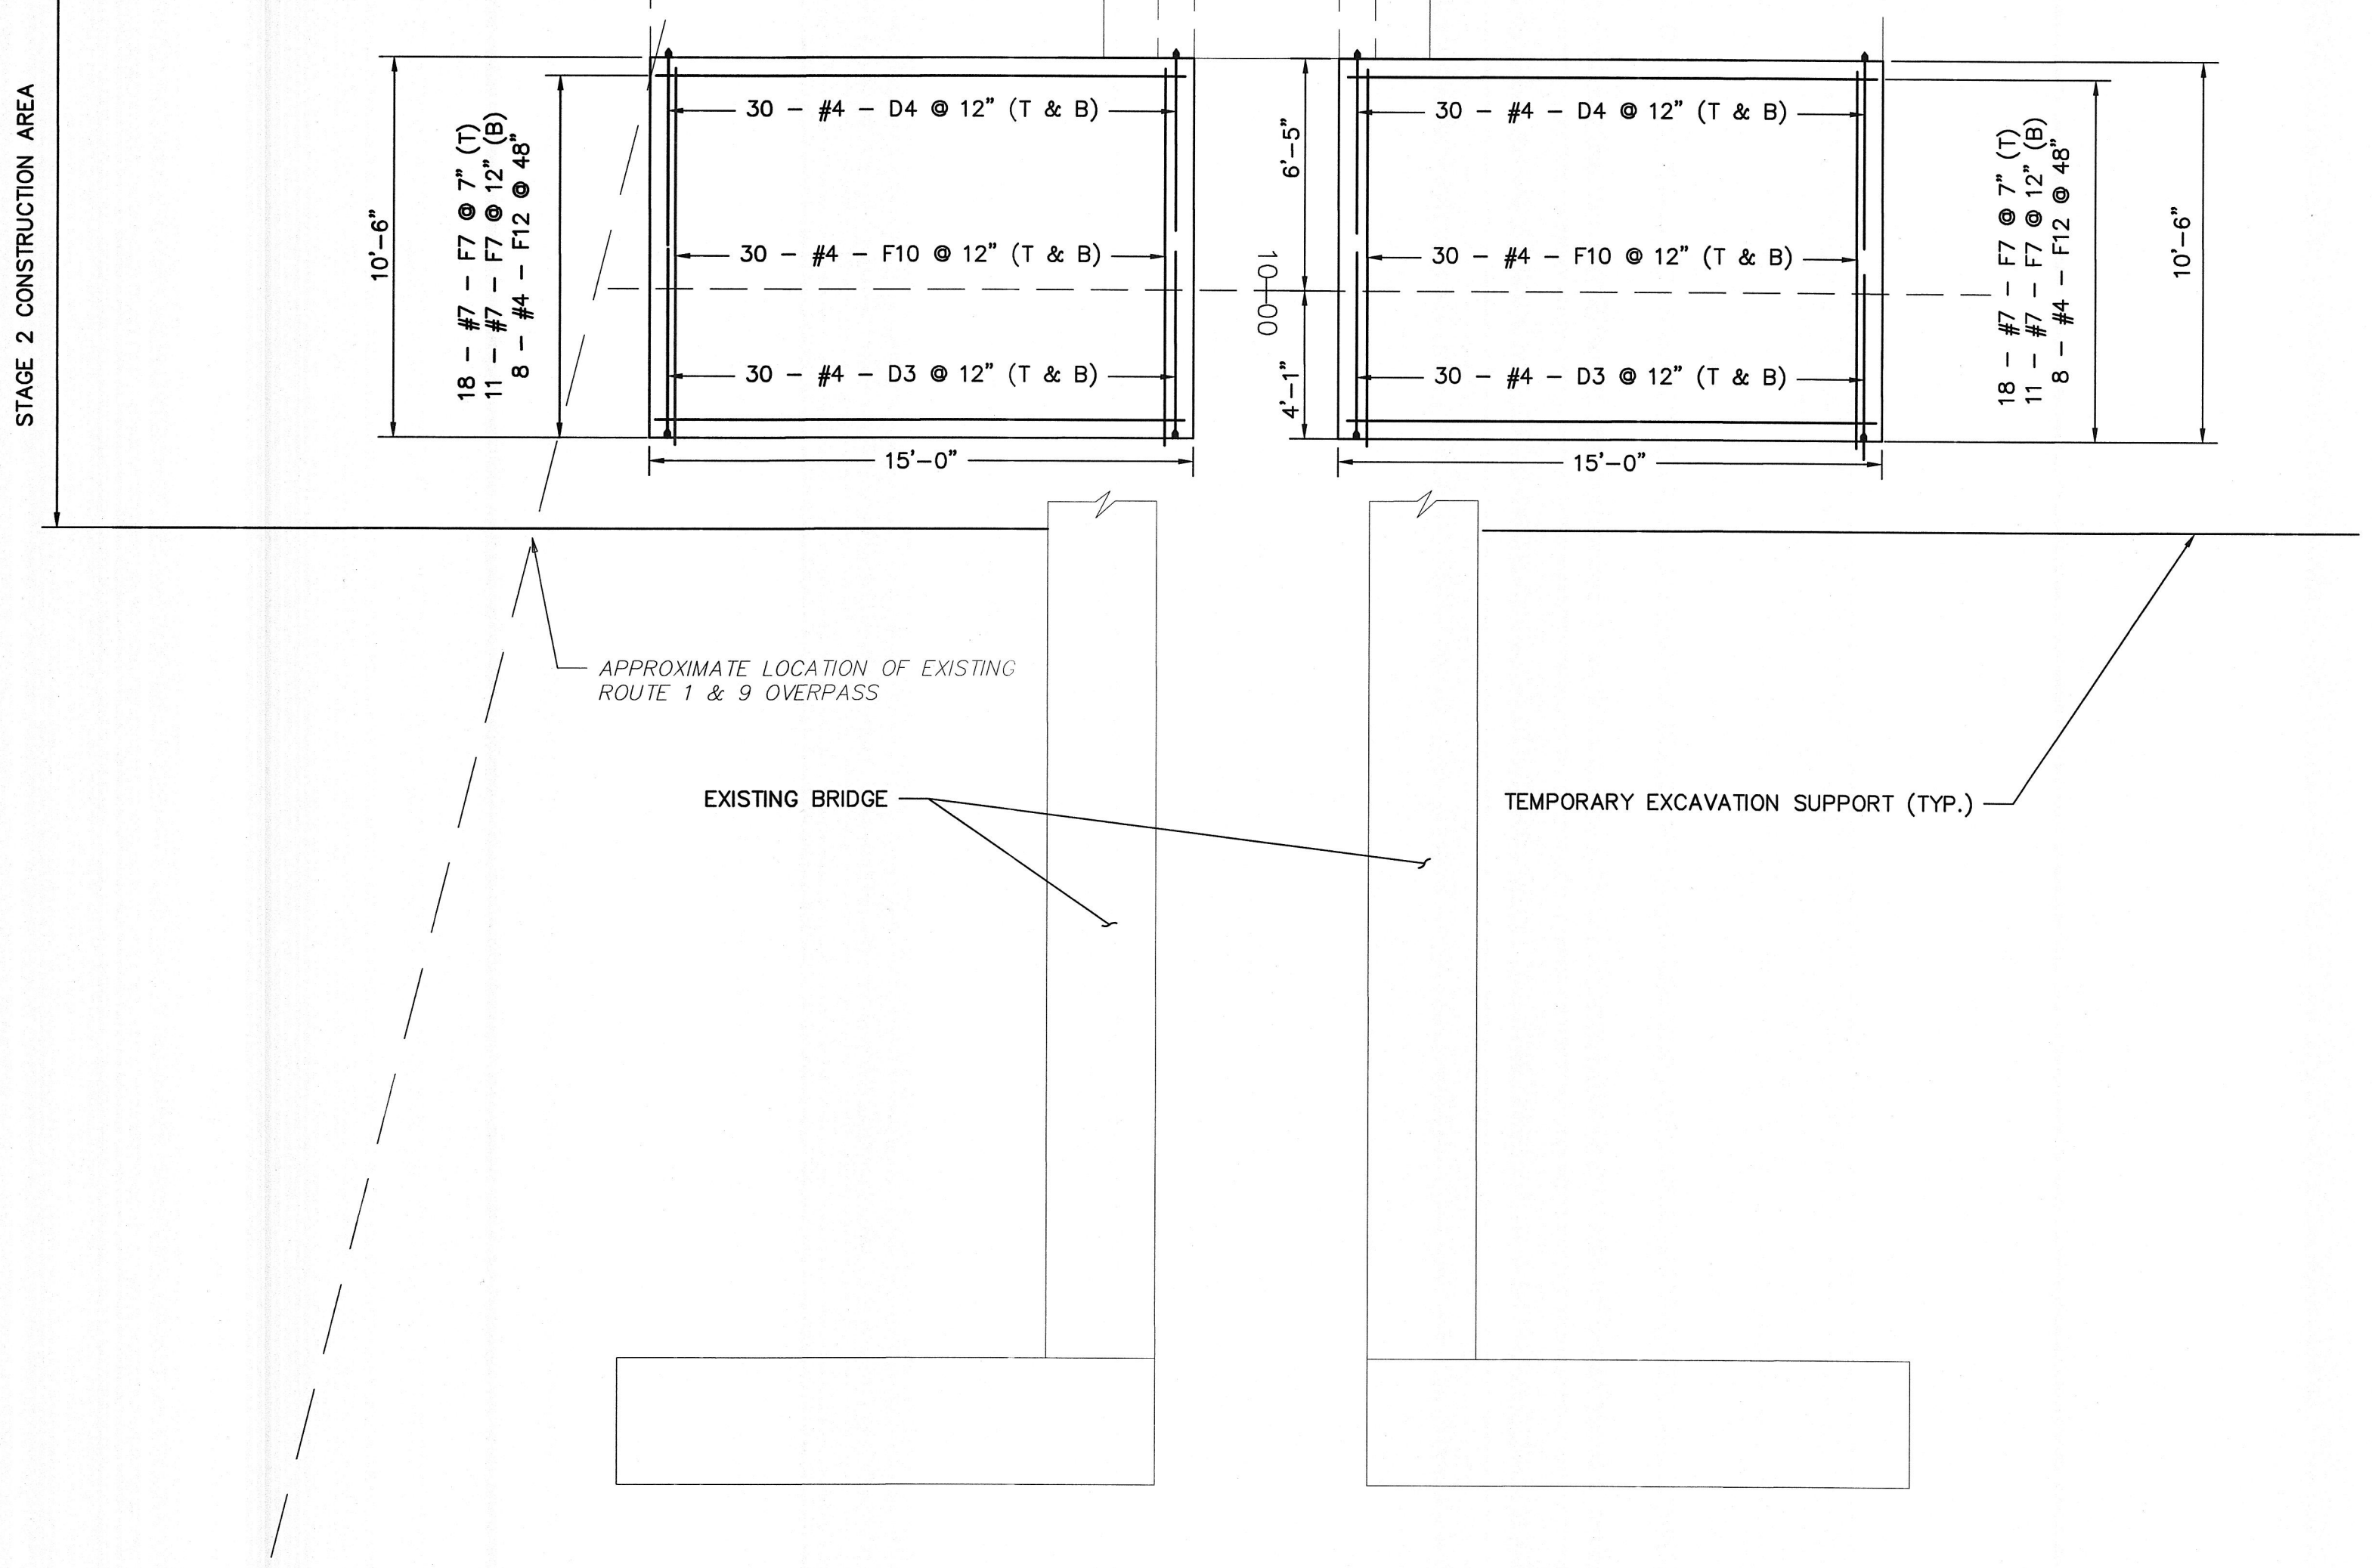 STAGE 2 CONSTRUCTION AREA
10'-6"
18 - #7 - F7 @ 7" (T)
11 - #7 - F7 @ 12" (B)
8 - #4 - F12 @ 48"
30 - #4 - D4 @ 12" (T & B)
30 - #4 - F10 @ 12" (T & B)
30 - #4 - D3 @ 12" (T & B)
15'-0"
6'-5"
10+00
4'-1"
30 - #4 - D4 @ 12" (T & B)
30 - #4 - F10 @ 12" (T & B)
30 - #4 - D3 @ 12" (T & B)
15'-0"
18 - #7 - F7 @ 7" (T)
11 - #7 - F7 @ 12" (B)
8 - #4 - F12 @ 48"
10'-6"
APPROXIMATE LOCATION OF EXISTING
ROUTE 1 & 9 OVERPASS
EXISTING BRIDGE
TEMPORARY EXCAVATION SUPPORT (TYP.)